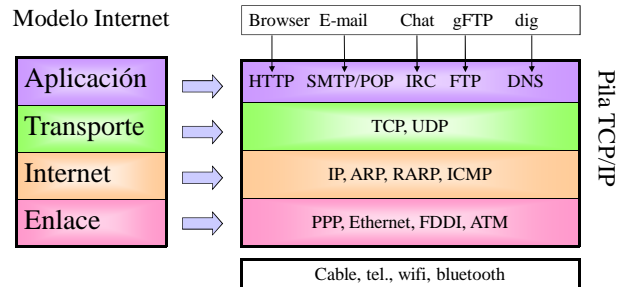 Modelo Internet
Browser E-mail Chat gFTP dig
Aplicación
HTTP SMTP/POP IRC FTP DNS
Transporte
TCP, UDP
Internet
IP, ARP, RARP, ICMP
Enlace
PPP, Ethernet, FDDI, ATM
Pila TCP/IP
Cable, tel., wifi, bluetooth